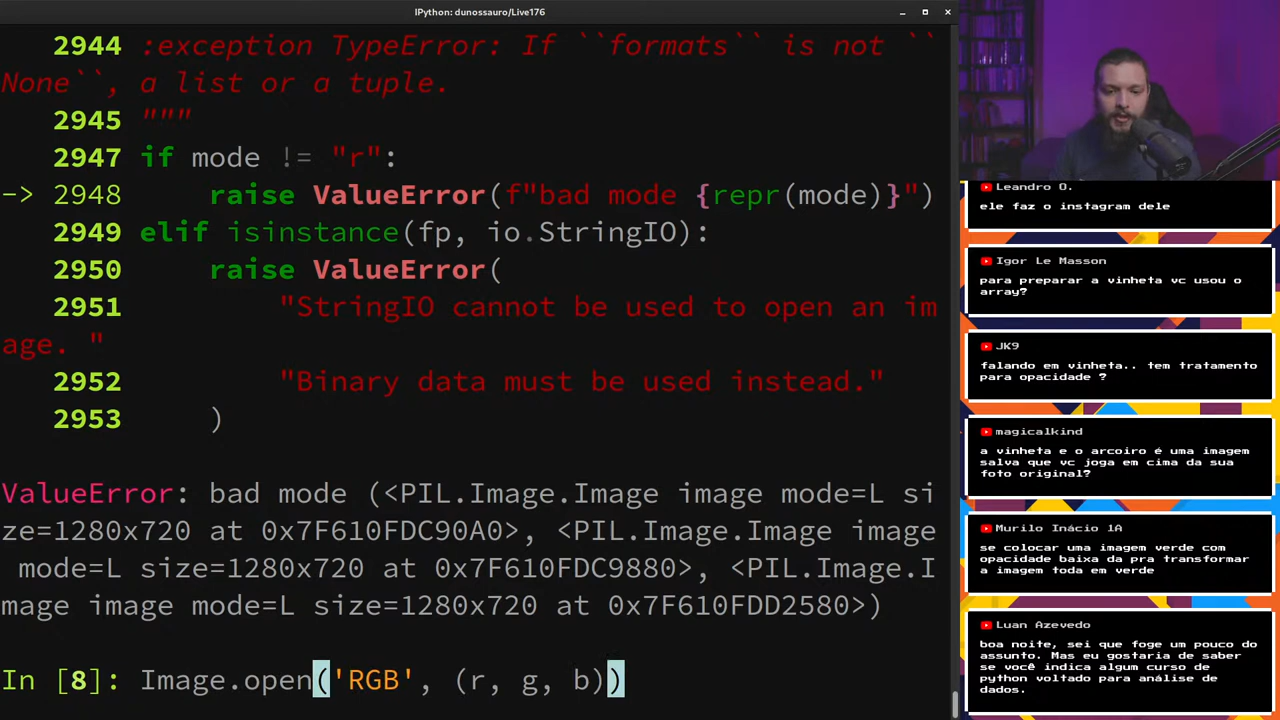 IPython: dunossauro/Live176
2944 :exception TypeError: If ``formats`` is not ``
None``, a list or a tuple.
2945 """
2947 if mode != "r":
-> 2948 raise ValueError(f"bad mode {repr(mode)}")
2949 elif isinstance(fp, io.StringIO):
2950 raise ValueError(
2951 "StringIO cannot be used to open an im
age. "
2952 "Binary data must be used instead."
2953 )
ValueError: bad mode (<PIL.Image.Image image mode=L si
ze=1280x720 at 0x7F610FDC90A0>, <PIL.Image.Image image
mode=L size=1280x720 at 0x7F610FDC9880>, <PIL.Image.I
mage image mode=L size=1280x720 at 0x7F610FDD2580>)
In [8]: Image.open('RGB', (r, g, b))
Leandro O.
ele faz o instagram dele
Igor Le Masson
para preparar a vinheta vc usou o
array?
JK9
falando em vinheta.. tem tratamento
para opacidade ?
magicalkind
a vinheta e o arcoiro é uma imagem
salva que vc joga em cima da sua
foto original?
Murilo Inácio 1A
se colocar uma imagem verde com
opacidade baixa da pra transformar
a imagem toda em verde
Luan Azevedo
boa noite, sei que foge um pouco do
assunto. Mas eu gostaria de saber
se você indica algum curso de
python voltado para análise de
dados.